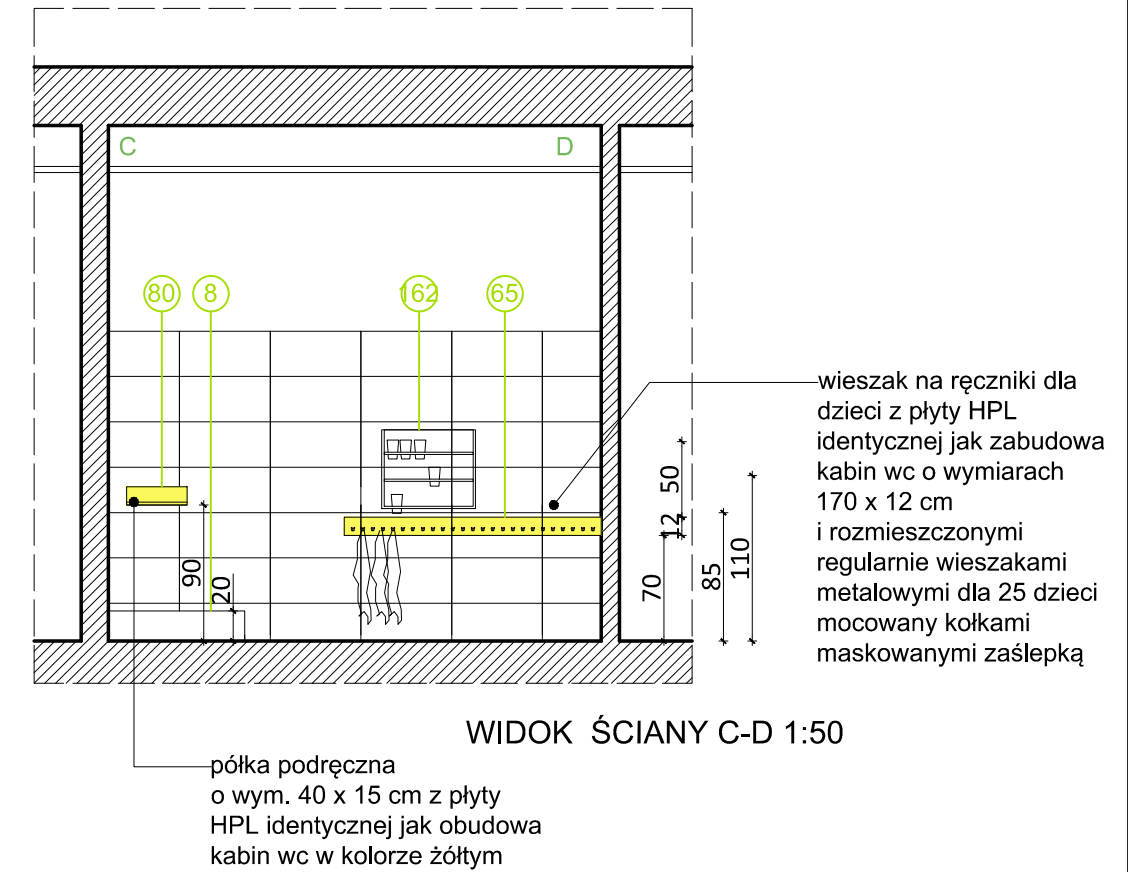 C
D
80
8
162
65
wieszak na ręczniki dla
dzieci z płyty HPL
identycznej jak zabudowa
kabin wc o wymiarach
170 x 12 cm
i rozmieszczonymi
regularnie wieszakami
metalowymi dla 25 dzieci
mocowany kołkami
maskowanymi zaślepką
50
12
70
85
110
90
20
WIDOK ŚCIANY C-D 1:50
półka podręczna
o wym. 40 x 15 cm z płyty
HPL identycznej jak obudowa
kabin wc w kolorze żółtym